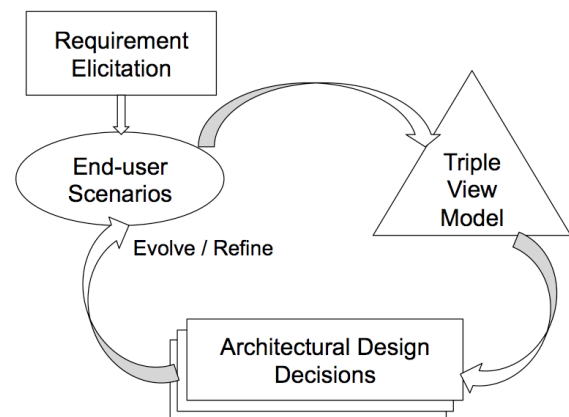 Requirement
Elicitation
End-user
Scenarios
Triple
View
Model
Evolve / Refine
Architectural Design
Decisions